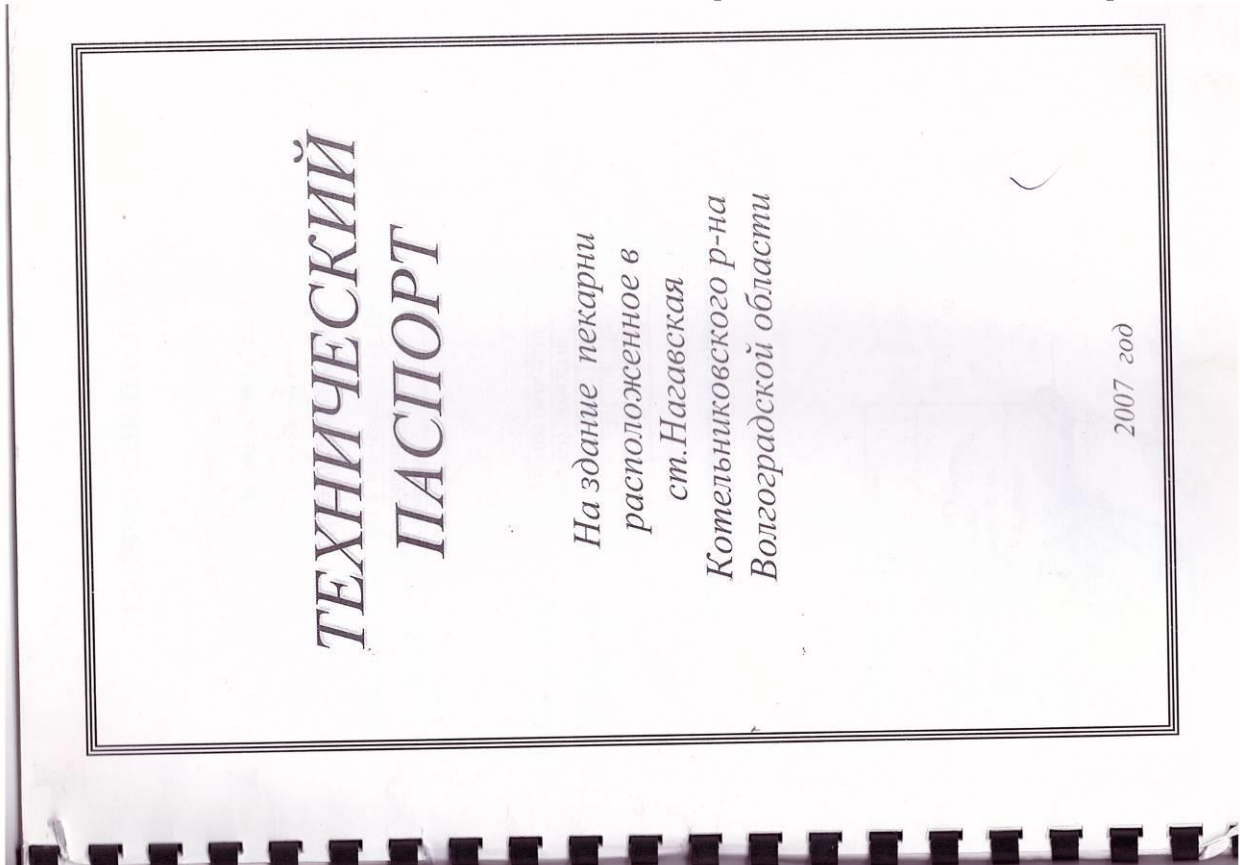 ТЕХНИЧЕСКИЙ
ПАСПОРТ
На здание пекарни
расположенное в
ст.Нагавская
Котельниковского р-на
Волгоградской области
2007 год